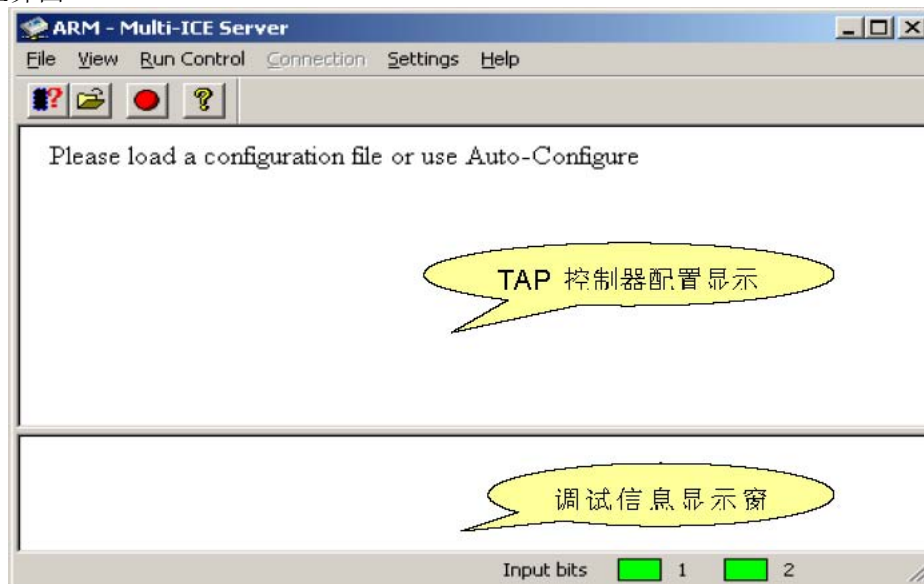 ARM - Multi-ICE Server
File View Run Control Connection Settings Help
Please load a configuration file or use Auto-Configure
TAP 控制器配置显示
调试信息显示窗
Input bits 1 2